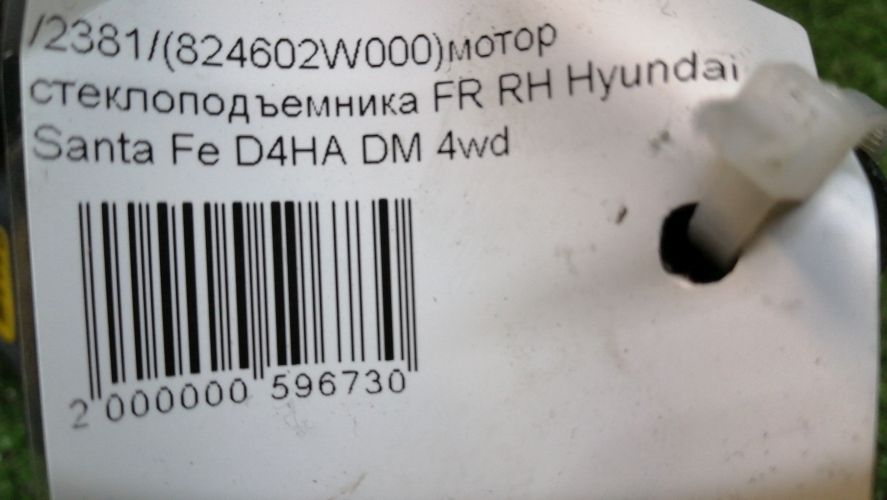 /2381/(824602W000)мотор
стеклоподъемника FR RH Hyundai
Santa Fe D4HA DM 4wd
2 000000 596730